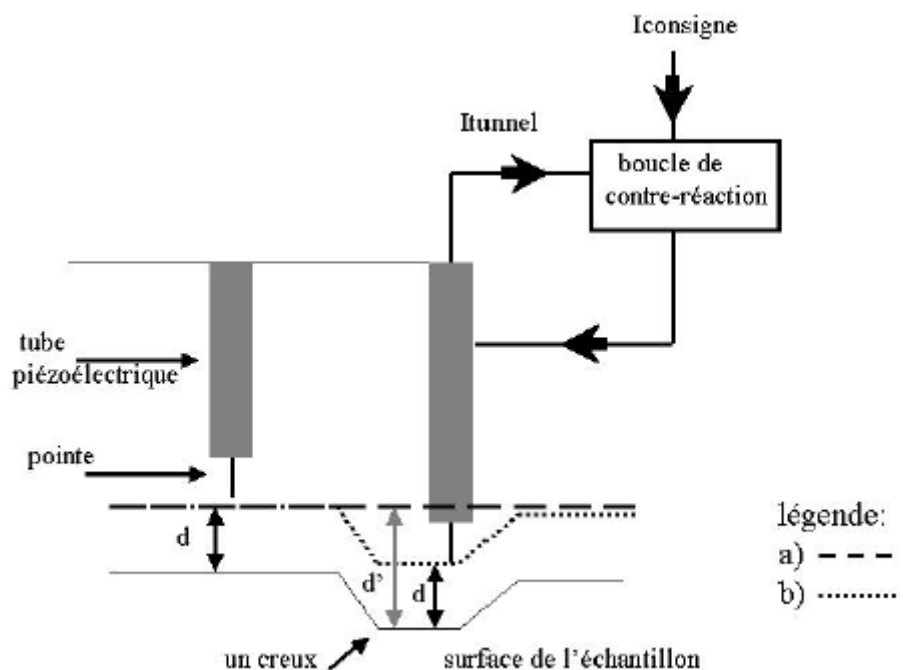 Iconsigne
Itunnel
boucle de
contre-réaction
tube
piézoélectrique
pointe
d
d'
d
légende:
a)
b)
un creux
surface de l'échantillon